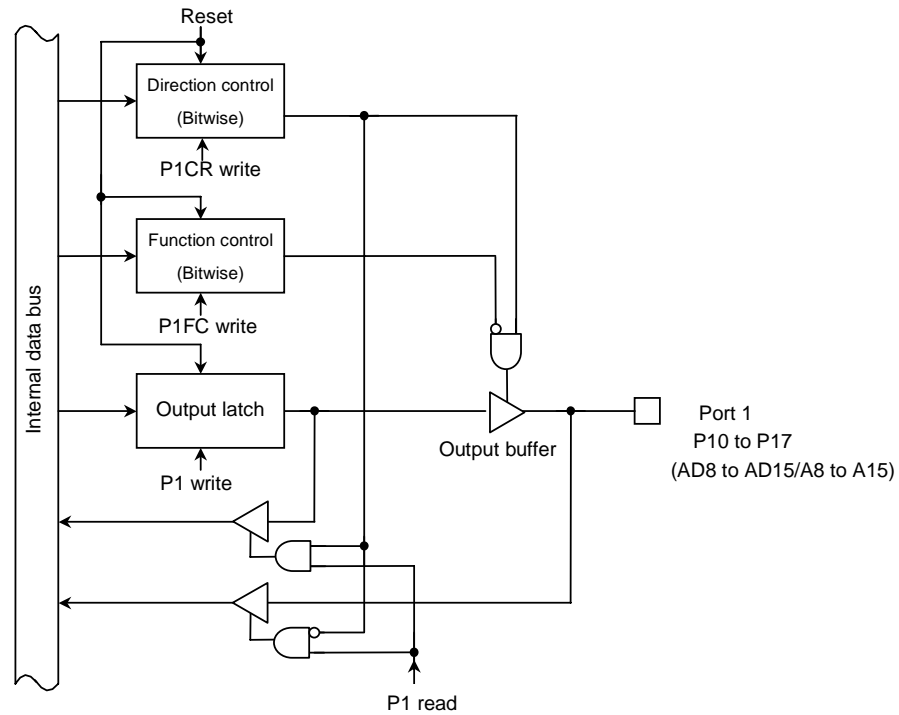 Reset
Direction control
(Bitwise)
P1CR write
Function control
(Bitwise)
P1FC write
Internal data bus
Output latch
P1 write
Output buffer
Port 1
P10 to P17
(AD8 to AD15/A8 to A15)
P1 read